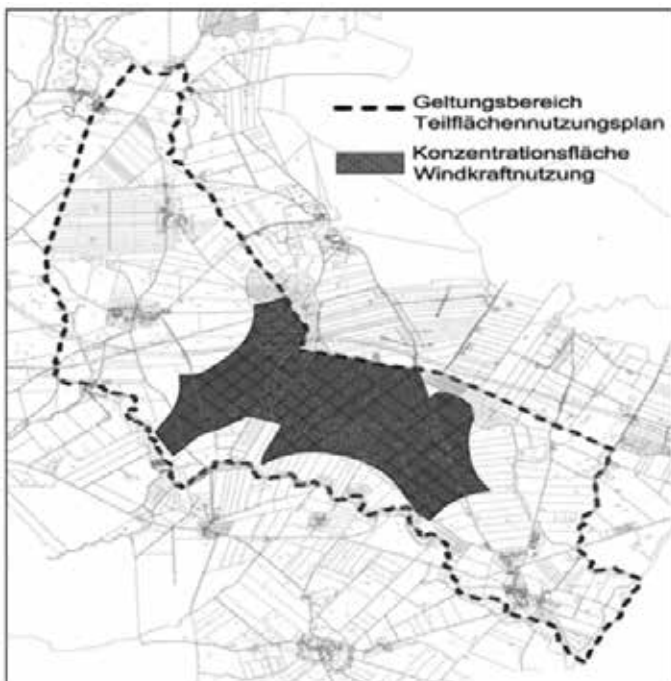 Geltungsbereich
Teilflächennutzungsplan
Konzentrationsfläche
Windkraftnutzung